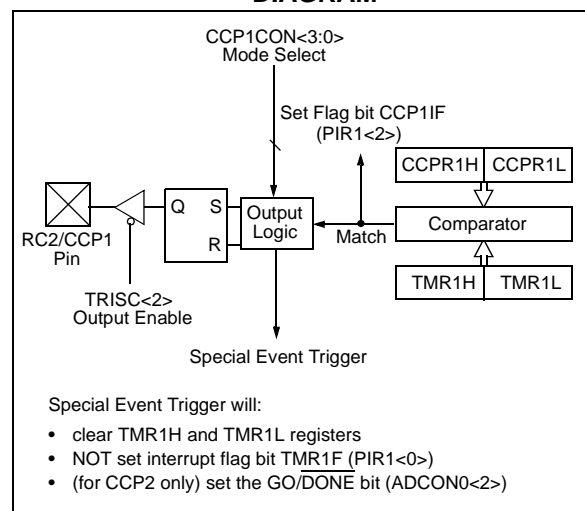 DIAGRAM
CCP1CON<3:0>
Mode Select
Set Flag bit CCP1IF
(PIR1<2>)
CCPR1H CCPR1L
Q S
R
Output
Logic
Match
Comparator
RC2/CCP1
Pin
TRISC<2>
Output Enable
TMR1H TMR1L
Special Event Trigger
Special Event Trigger will:
• clear TMR1H and TMR1L registers
• NOT set interrupt flag bit TMR1F (PIR1<0>)
• (for CCP2 only) set the GO/DONE bit (ADCON0<2>)